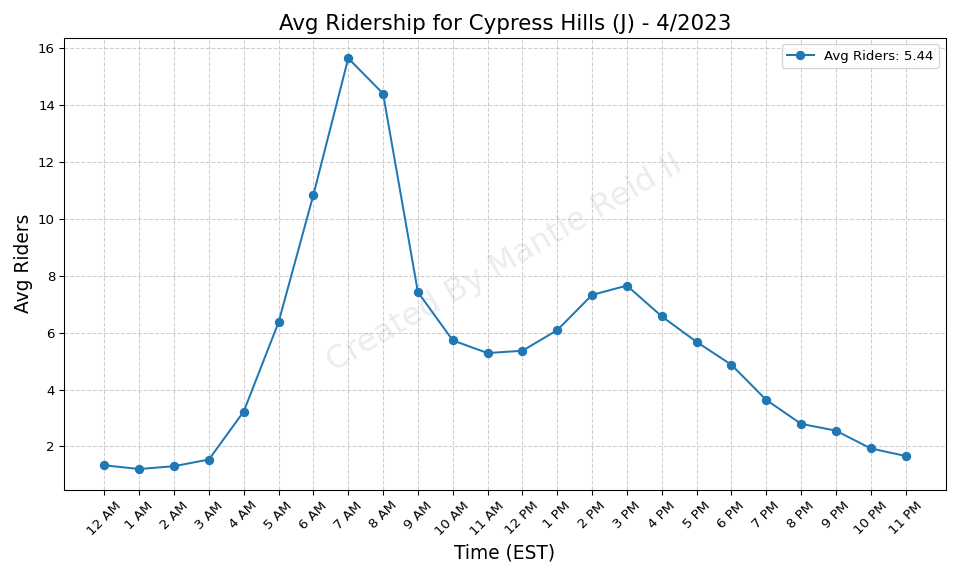 Avg Ridership for Cypress Hills (J) - 4/2023
Avg Riders: 5.44
Avg Riders
16
14
12
10
8
6
4
2
Created By Mantle Reid II
12 AM
1 AM
2 AM
3 AM
4 AM
5 AM
6 AM
7 AM
8 AM
9 AM
10 AM
11 AM
12 PM
1 PM
2 PM
3 PM
4 PM
5 PM
6 PM
7 PM
8 PM
9 PM
10 PM
11 PM
Time (EST)